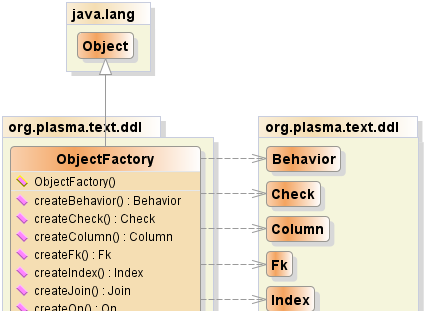 java.lang
Object
org.plasma.text.ddl
ObjectFactory
ObjectFactory()
createBehavior() : Behavior
createCheck() : Check
createColumn() : Column
createFk() : Fk
createIndex() : Index
createJoin() : Join
createOn() : On
org.plasma.text.ddl
Behavior
Check
Column
Fk
Index